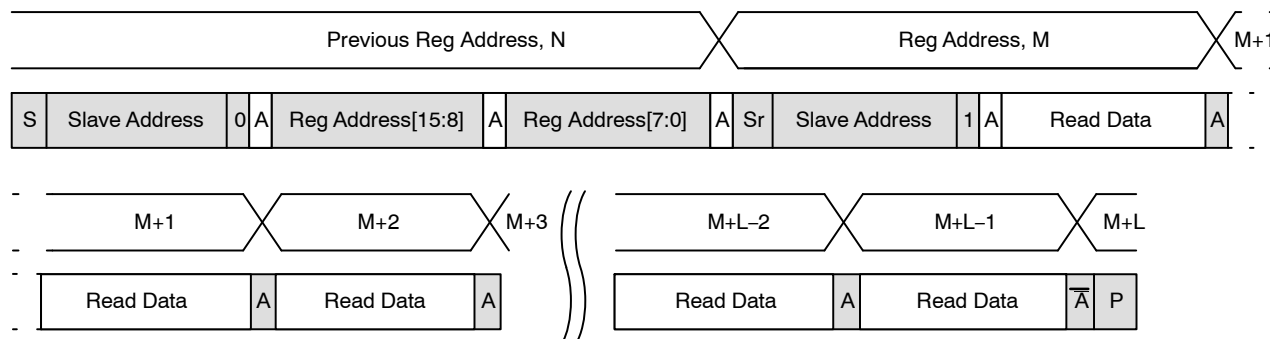 Previous Reg Address, N Reg Address, M M+1
S Slave Address 0 A Reg Address[15:8] A Reg Address[7:0] A Sr Slave Address 1 A Read Data A
M+1 M+2 M+3 M+L−2 M+L−1 M+L
Read Data A Read Data A Read Data A Read Data A̅ P